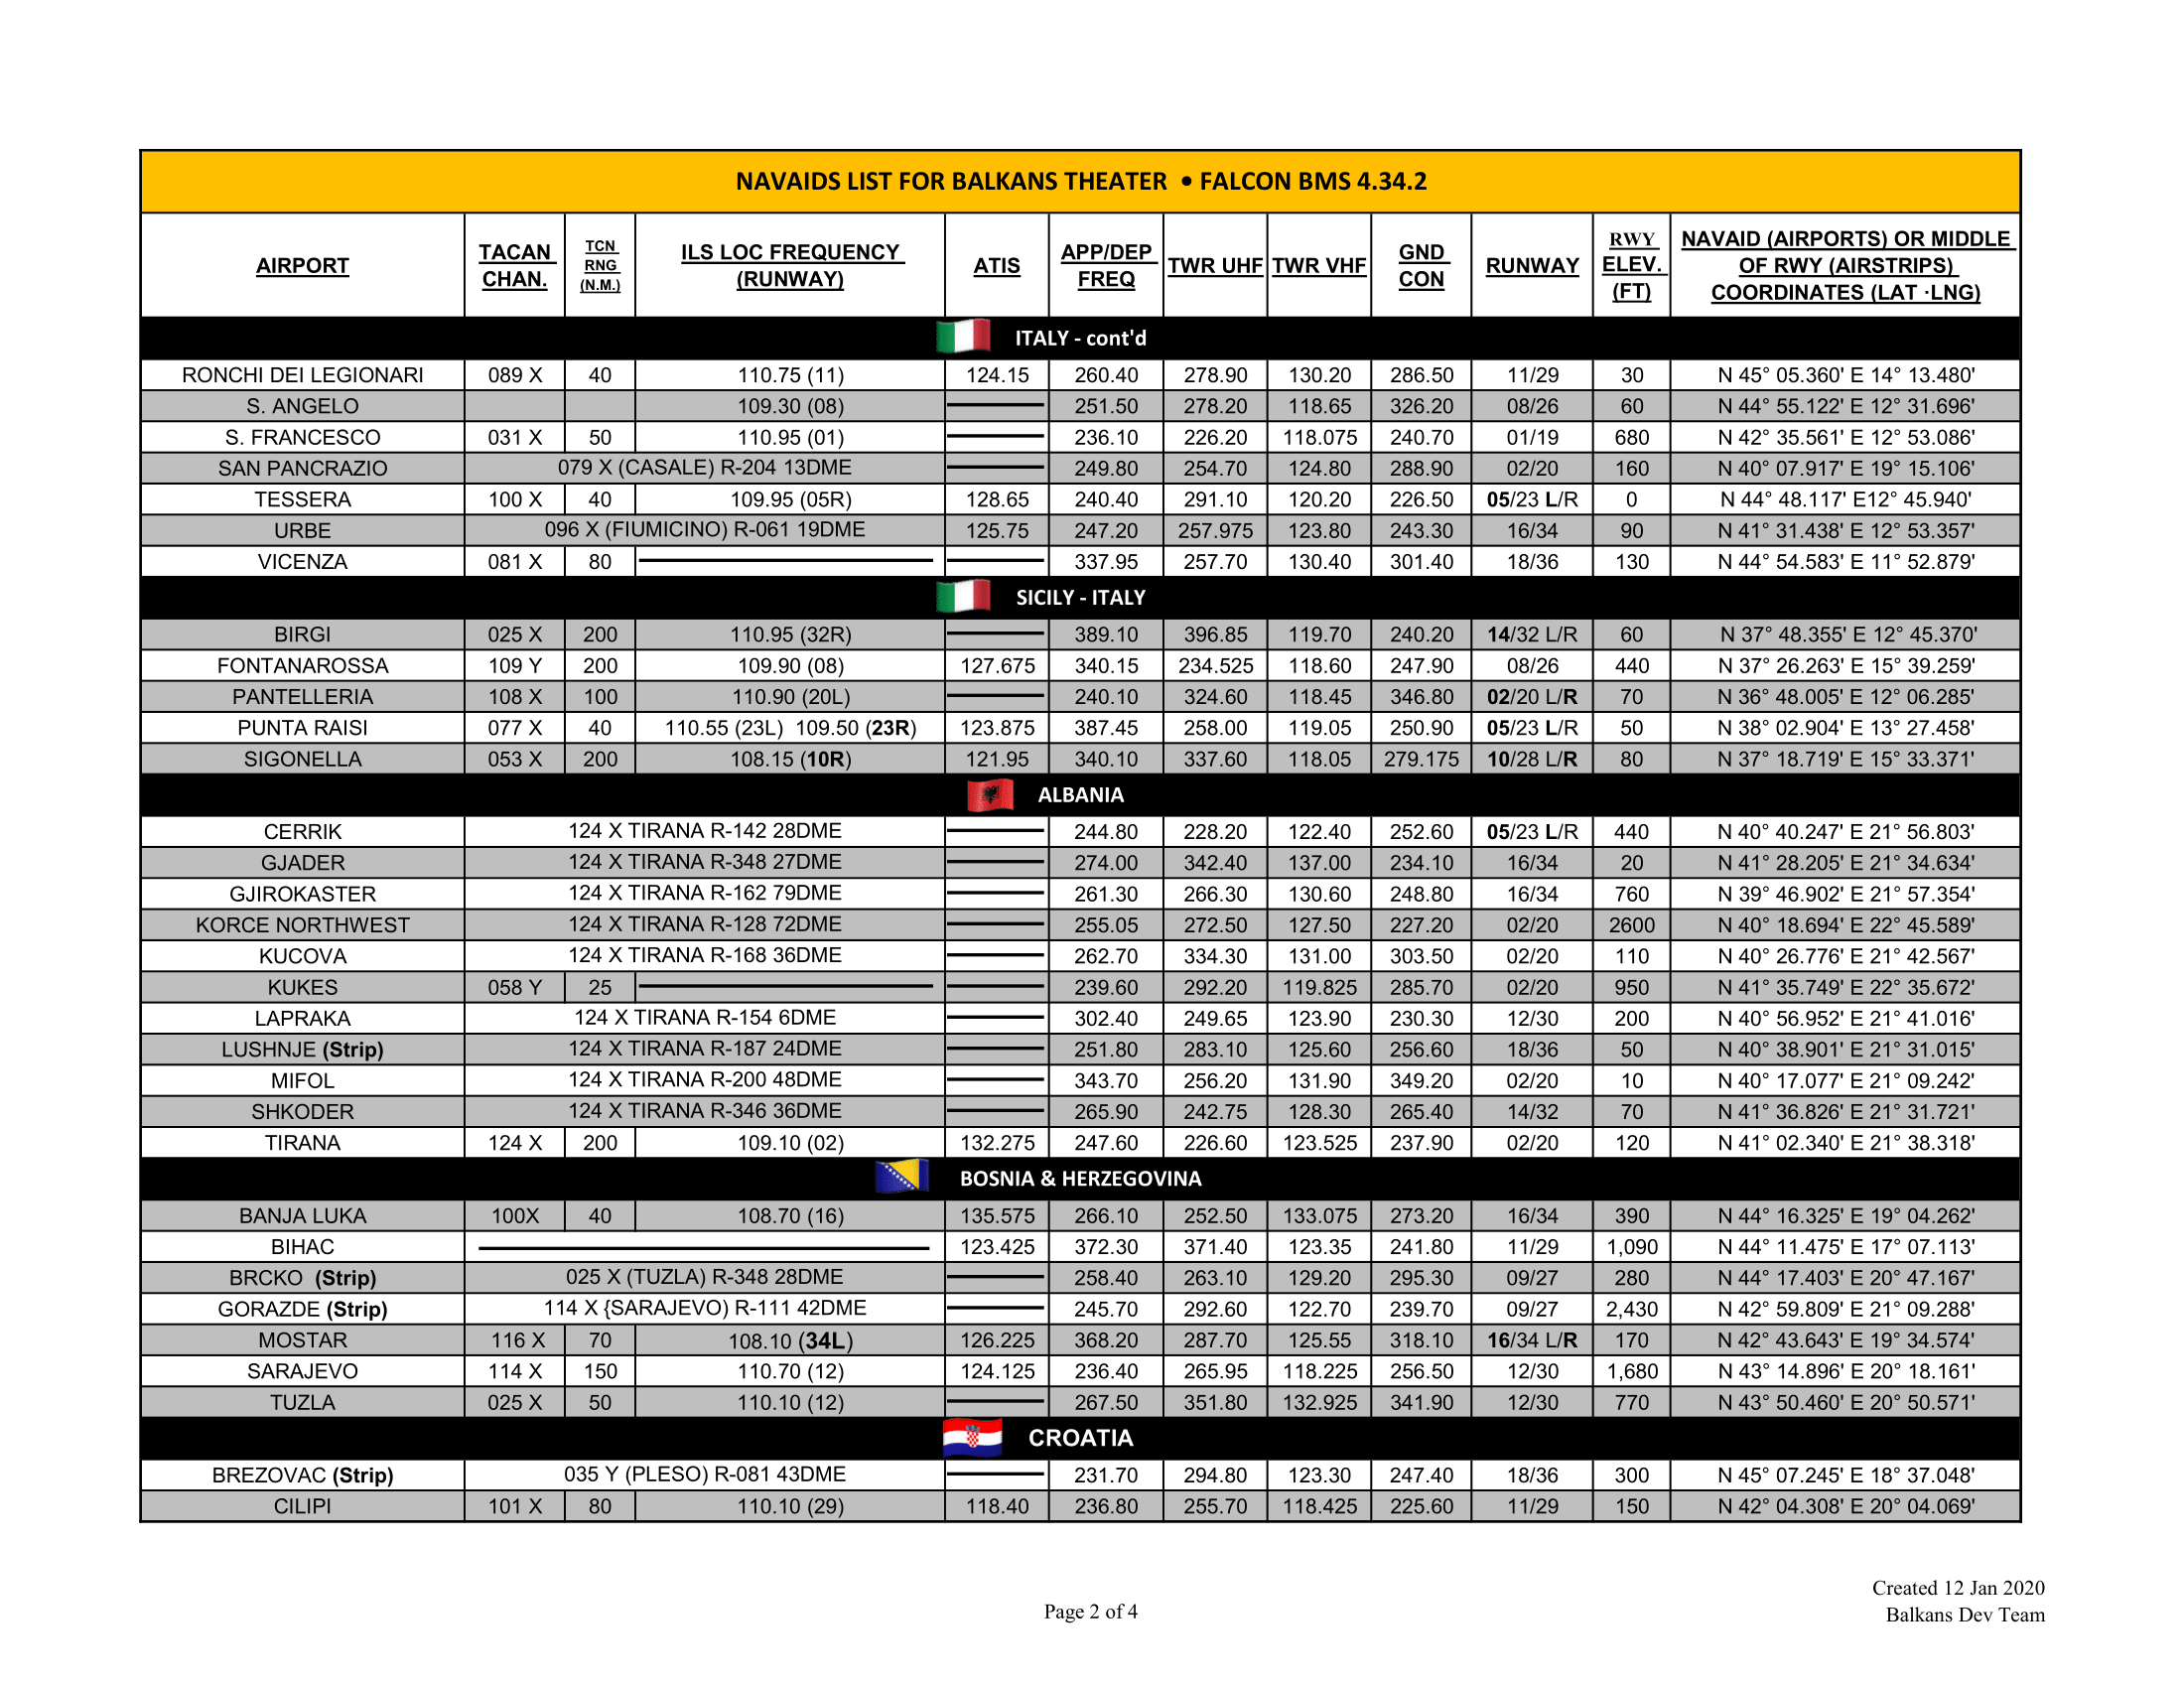 NAVAIDS LIST FOR BALKANS THEATER • FALCON BMS 4.34.2
AIRPORT TACAN CHAN. TCN RNG (N.M.) ILS LOC FREQUENCY (RUNWAY) ATIS APP/DEP FREQ TWR UHF TWR VHF GND CON RUNWAY RWY ELEV. (FT) NAVAID (AIRPORTS) OR MIDDLE OF RWY (AIRSTRIPS) COORDINATES (LAT ·LNG)
ITALY - cont'd
RONCHI DEI LEGIONARI 089 X 40 110.75 (11) 124.15 260.40 278.90 130.20 286.50 11/29 30 N 45° 05.360' E 14° 13.480'
S. ANGELO 109.30 (08) 251.50 278.20 118.65 326.20 08/26 60 N 44° 55.122' E 12° 31.696'
S. FRANCESCO 031 X 50 110.95 (01) 236.10 226.20 118.075 240.70 01/19 680 N 42° 35.561' E 12° 53.086'
SAN PANCRAZIO 079 X (CASALE) R-204 13DME 249.80 254.70 124.80 288.90 02/20 160 N 40° 07.917' E 19° 15.106'
TESSERA 100 X 40 109.95 (05R) 128.65 240.40 291.10 120.20 226.50 05/23 L/R 0 N 44° 48.117' E12° 45.940'
URBE 096 X (FIUMICINO) R-061 19DME 125.75 247.20 257.975 123.80 243.30 16/34 90 N 41° 31.438' E 12° 53.357'
VICENZA 081 X 80 337.95 257.70 130.40 301.40 18/36 130 N 44° 54.583' E 11° 52.879'
SICILY - ITALY
BIRGI 025 X 200 110.95 (32R) 389.10 396.85 119.70 240.20 14/32 L/R 60 N 37° 48.355' E 12° 45.370'
FONTANAROSSA 109 Y 200 109.90 (08) 127.675 340.15 234.525 118.60 247.90 08/26 440 N 37° 26.263' E 15° 39.259'
PANTELLERIA 108 X 100 110.90 (20L) 240.10 324.60 118.45 346.80 02/20 L/R 70 N 36° 48.005' E 12° 06.285'
PUNTA RAISI 077 X 40 110.55 (23L) 109.50 (23R) 123.875 387.45 258.00 119.05 250.90 05/23 L/R 50 N 38° 02.904' E 13° 27.458'
SIGONELLA 053 X 200 108.15 (10R) 121.95 340.10 337.60 118.05 279.175 10/28 L/R 80 N 37° 18.719' E 15° 33.371'
ALBANIA
CERRIK 124 X TIRANA R-142 28DME 244.80 228.20 122.40 252.60 05/23 L/R 440 N 40° 40.247' E 21° 56.803'
GJADER 124 X TIRANA R-348 27DME 274.00 342.40 137.00 234.10 16/34 20 N 41° 28.205' E 21° 34.634'
GJIROKASTER 124 X TIRANA R-162 79DME 261.30 266.30 130.60 248.80 16/34 760 N 39° 46.902' E 21° 57.354'
KORCE NORTHWEST 124 X TIRANA R-128 72DME 255.05 272.50 127.50 227.20 02/20 2600 N 40° 18.694' E 22° 45.589'
KUCOVA 124 X TIRANA R-168 36DME 262.70 334.30 131.00 303.50 02/20 110 N 40° 26.776' E 21° 42.567'
KUKES 058 Y 25 239.60 292.20 119.825 285.70 02/20 950 N 41° 35.749' E 22° 35.672'
LAPRAKA 124 X TIRANA R-154 6DME 302.40 249.65 123.90 230.30 12/30 200 N 40° 56.952' E 21° 41.016'
LUSHNJE (Strip) 124 X TIRANA R-187 24DME 251.80 283.10 125.60 256.60 18/36 50 N 40° 38.901' E 21° 31.015'
MIFOL 124 X TIRANA R-200 48DME 343.70 256.20 131.90 349.20 02/20 10 N 40° 17.077' E 21° 09.242'
SHKODER 124 X TIRANA R-346 36DME 265.90 242.75 128.30 265.40 14/32 70 N 41° 36.826' E 21° 31.721'
TIRANA 124 X 200 109.10 (02) 132.275 247.60 226.60 123.525 237.90 02/20 120 N 41° 02.340' E 21° 38.318'
BOSNIA & HERZEGOVINA
BANJA LUKA 100X 40 108.70 (16) 135.575 266.10 252.50 133.075 273.20 16/34 390 N 44° 16.325' E 19° 04.262'
BIHAC 123.425 372.30 371.40 123.35 241.80 11/29 1,090 N 44° 11.475' E 17° 07.113'
BRCKO (Strip) 025 X (TUZLA) R-348 28DME 258.40 263.10 129.20 295.30 09/27 280 N 44° 17.403' E 20° 47.167'
GORAZDE (Strip) 114 X {SARAJEVO) R-111 42DME 245.70 292.60 122.70 239.70 09/27 2,430 N 42° 59.809' E 21° 09.288'
MOSTAR 116 X 70 108.10 (34L) 126.225 368.20 287.70 125.55 318.10 16/34 L/R 170 N 42° 43.643' E 19° 34.574'
SARAJEVO 114 X 150 110.70 (12) 124.125 236.40 265.95 118.225 256.50 12/30 1,680 N 43° 14.896' E 20° 18.161'
TUZLA 025 X 50 110.10 (12) 267.50 351.80 132.925 341.90 12/30 770 N 43° 50.460' E 20° 50.571'
CROATIA
BREZOVAC (Strip) 035 Y (PLESO) R-081 43DME 231.70 294.80 123.30 247.40 18/36 300 N 45° 07.245' E 18° 37.048'
CILIPI 101 X 80 110.10 (29) 118.40 236.80 255.70 118.425 225.60 11/29 150 N 42° 04.308' E 20° 04.069'
Created 12 Jan 2020
Page 2 of 4
Balkans Dev Team